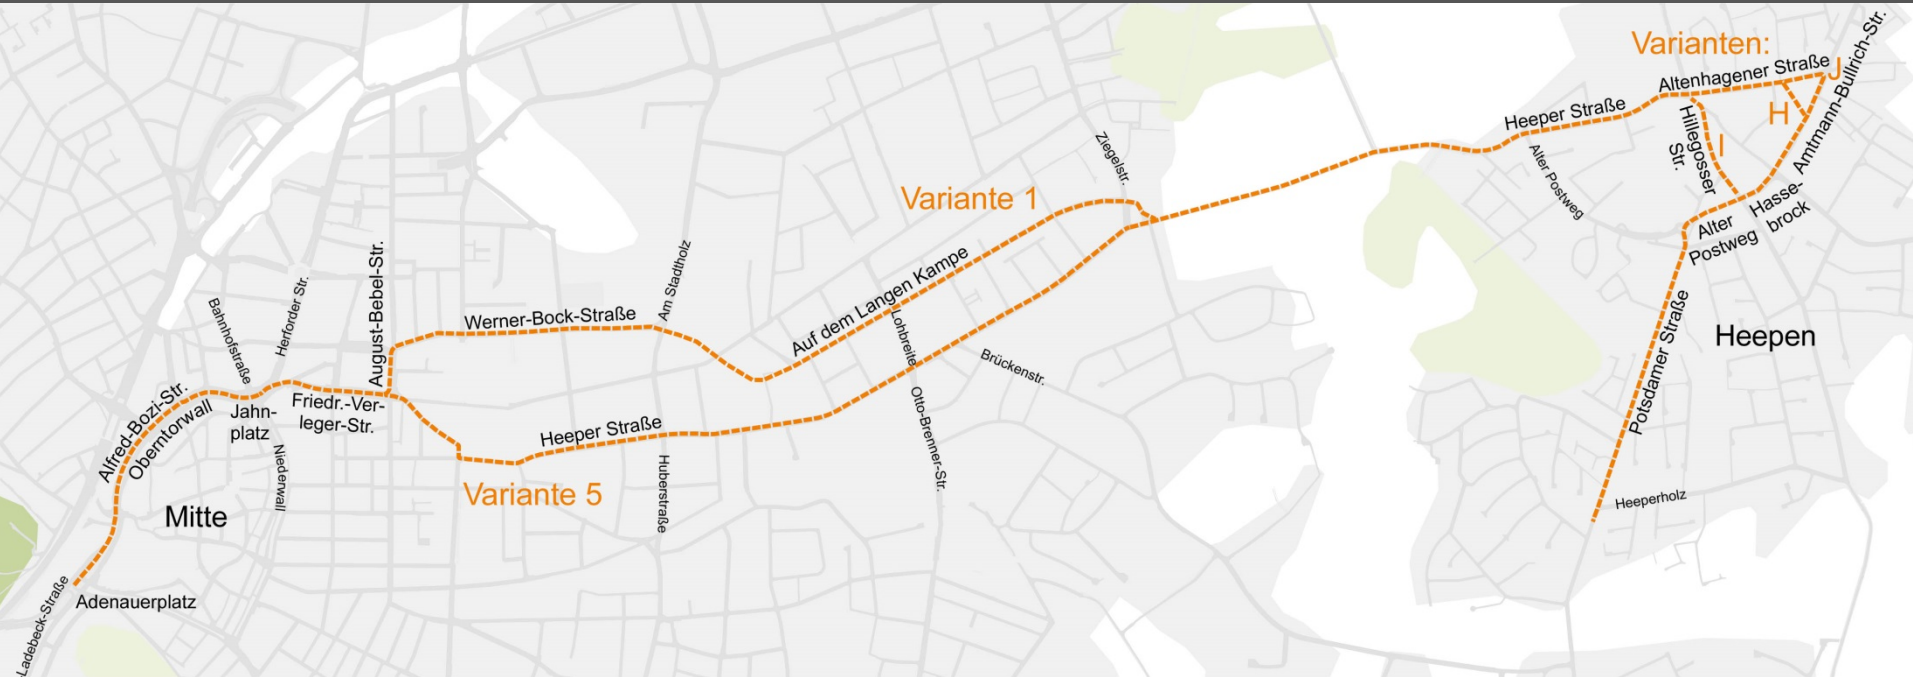 Varianten:
Altenhagener Straße
J
Amtmann-Bullrich-Str.
Heeper Straße
H
Hillegosser
Str.
I
Ziegelstr.
Alter Postweg
Variante 1
Hasse-
brock
Alter
Postweg
August-Bebel-Str.
Am Stadtholz
Auf dem Langen Kampe
Bahnhofstraße
Herforder Str.
Werner-Bock-Straße
Potsdamer Straße
Heepen
Lohbreite
Brückenstr.
Alfred-Bozi-Str.
Oberntorwall
Jahn-
platz
Friedr.-Ver-
leger-Str.
Otto-Brenner-Str.
Heeper Straße
Niederwall
Huberstraße
Variante 5
Heeperholz
Mitte
Adenauerplatz
-Ladebeck-Straße